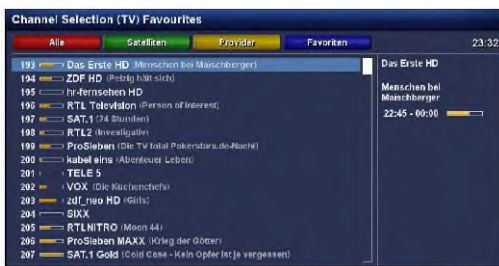 Channel Selection (TV) Favourites
Alle Satelliten Provider Favoriten 23:32
193 Das Erste HD (Menschen bei Maischberger)
194 ZDF HD (Pelzig hält sich)
195 hr-fernsehen HD
196 RTL Television (Person of Interest)
197 SAT.1 (24 Stunden)
198 RTL2 (Investigativ)
199 ProSieben (Die TV total Pokerstars.de-Nacht)
200 kabel eins (Abenteuer Leben)
201 TELE 5
202 VOX (Die Küchenchefs)
203 zdf_neo HD (Girls)
204 SIXX
205 RTLNITRO (Moon 44)
206 ProSieben MAXX (Krieg der Götter)
207 SAT.1 Gold (Cold Case - Kein Opfer ist je vergessen)
Das Erste HD
Menschen bei
Maischberger
22:45 - 00:00